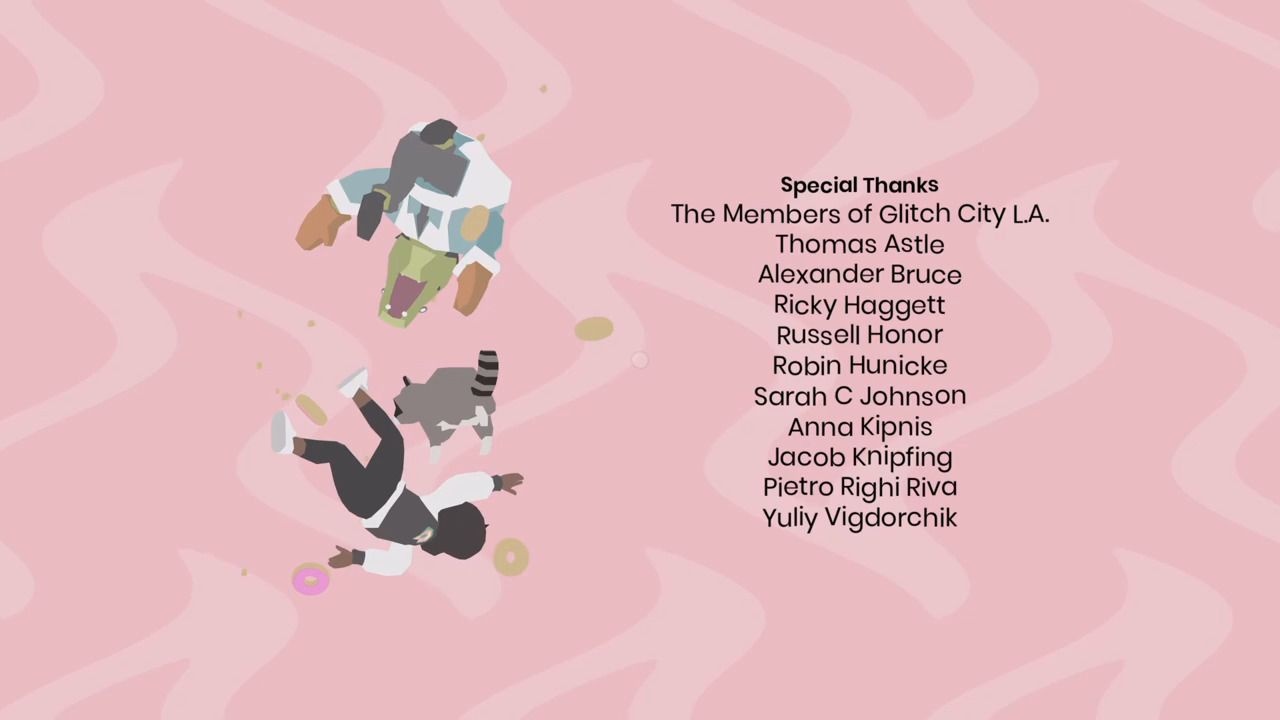 Special Thanks
The Members of Glitch City L.A.
Thomas Astle
Alexander Bruce
Ricky Haggett
Russell Honor
Robin Hunicke
Sarah C Johnson
Anna Kipnis
Jacob Knipfing
Pietro Righi Riva
Yuliy Vigdorchik